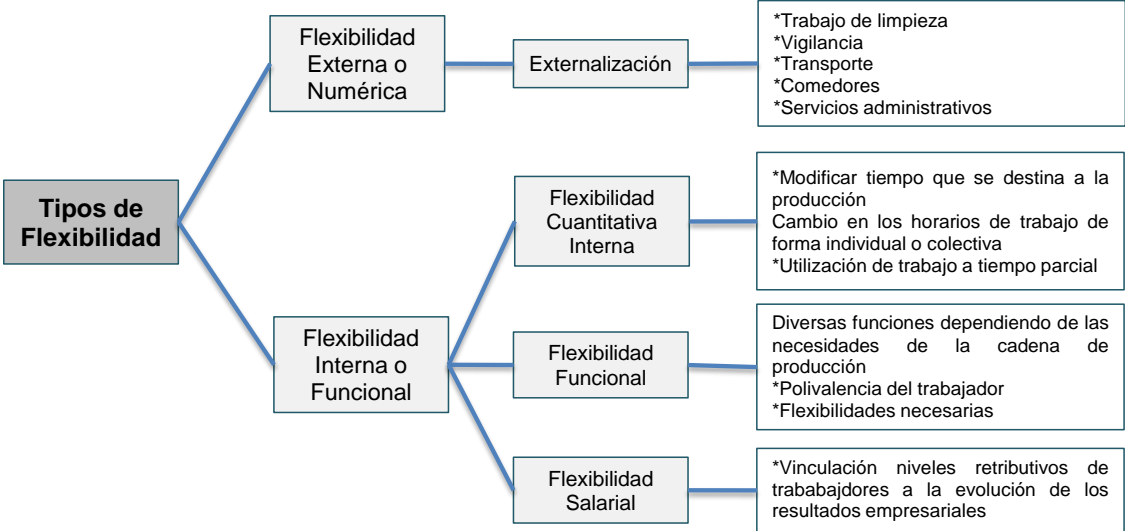 Tipos de
Flexibilidad
Flexibilidad
Externa o
Numérica
Externalización
*Trabajo de limpieza
*Vigilancia
*Transporte
*Comedores
*Servicios administrativos
Flexibilidad
Interna o
Funcional
Flexibilidad
Cuantitativa
Interna
*Modificar tiempo que se destina a la
producción
Cambio en los horarios de trabajo de
forma individual o colectiva
*Utilización de trabajo a tiempo parcial
Flexibilidad
Funcional
Diversas funciones dependiendo de las
necesidades de la cadena de
producción
*Polivalencia del trabajador
*Flexibilidades necesarias
Flexibilidad
Salarial
*Vinculación niveles retributivos de
trababajdores a la evolución de los
resultados empresariales